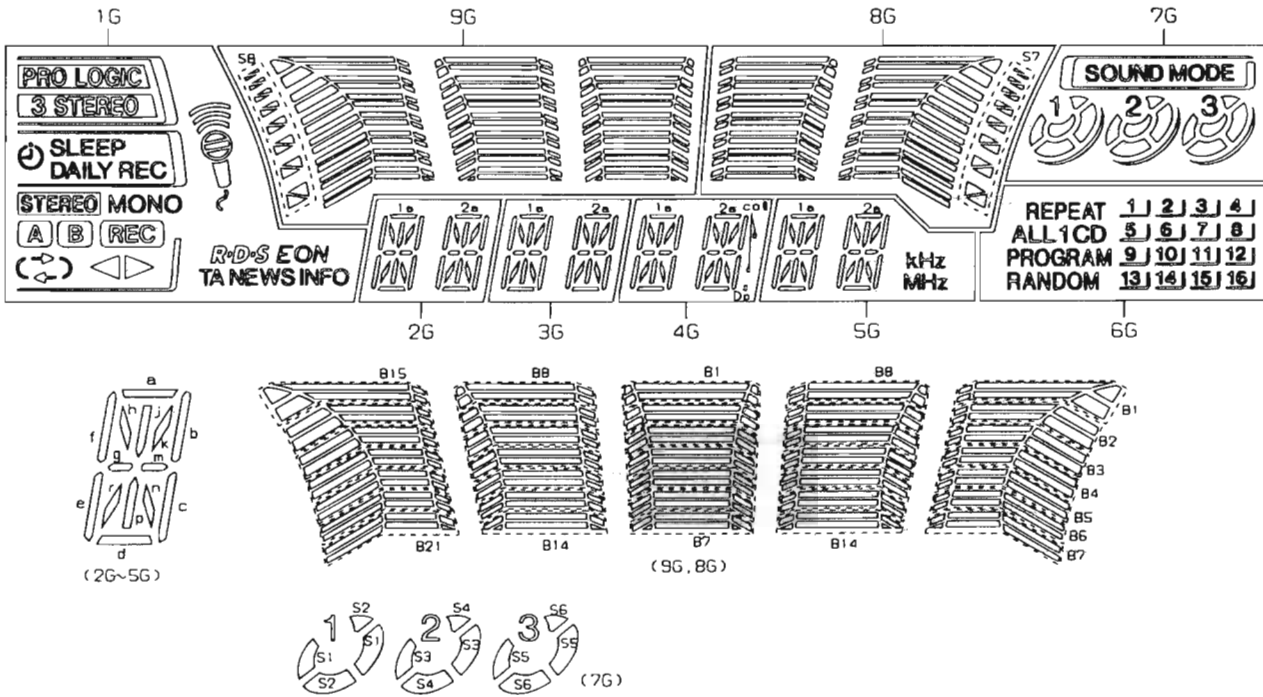 1G 9G 8G 7G
S8 S7
PRO LOGIC
3 STEREO
SOUND MODE
1 2 3
SLEEP
DAILY REC
STEREO MONO
A B REC
R·D·S EON
TA NEWS INFO
1a 2a 1a 2a 1a 2a col 1a 2a
Dp
kHz
MHz
REPEAT 1 2 3 4
ALL 1 CD 5 6 7 8
PROGRAM 9 10 11 12
RANDOM 13 14 15 16
2G 3G 4G 5G 6G
a
h j
f b
k
g m
r n
e c
p
d
(2G~5G)
B15 B8 B1 B8
B1
B2
B3
B4
B5
B6
B7
B21 B14 B7 B14
(9G, 8G)
S2 S4 S6
1 2 3
S1 S3 S5
S1 S3 S5
S2 S4 S6
(7G)